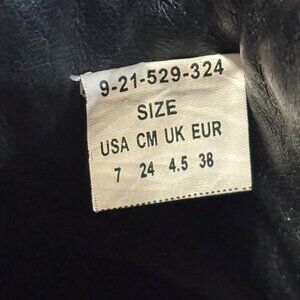 9-21-529-324
SIZE
USA CM UK EUR
7 24 4.5 38